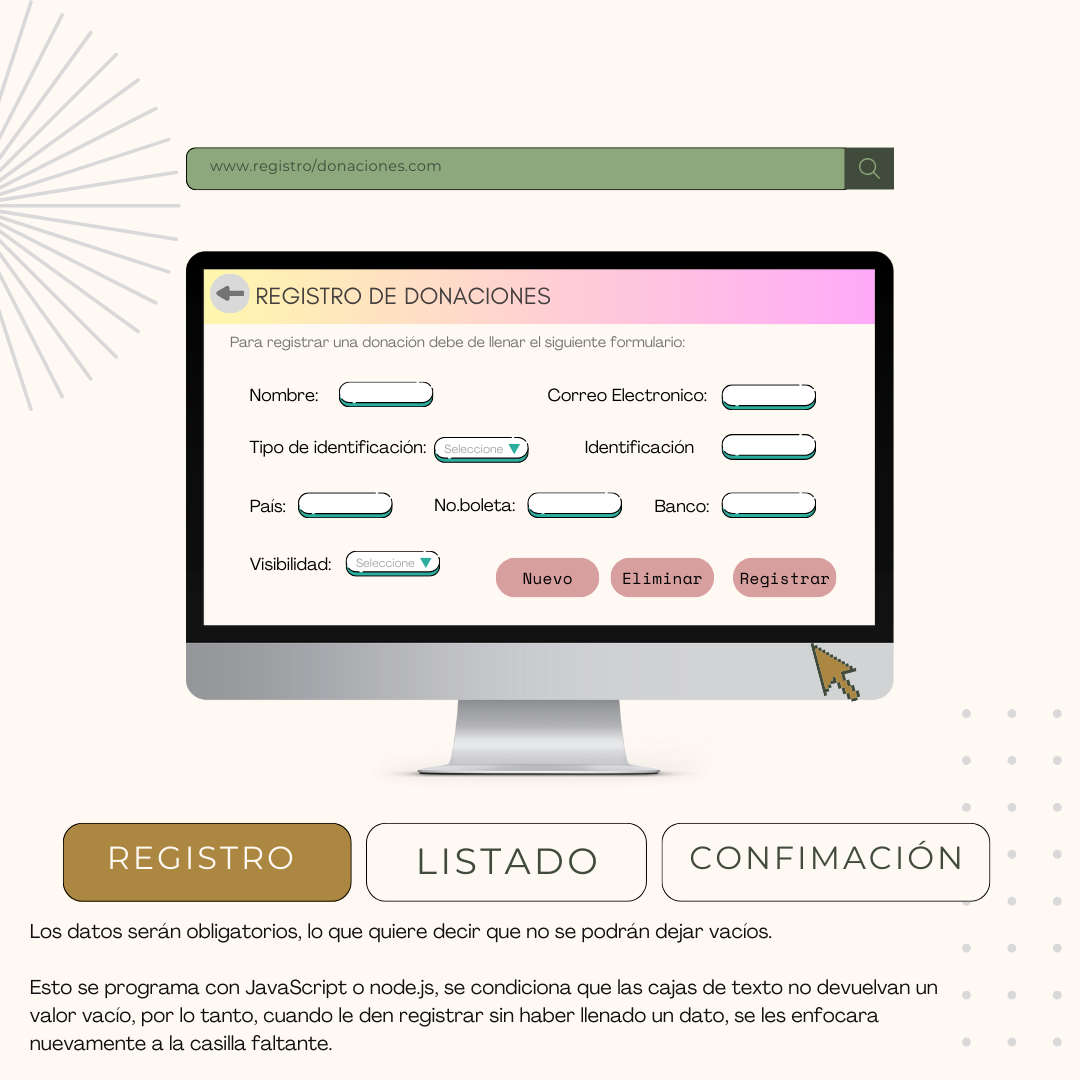 www.registro/donaciones.com
REGISTRO DE DONACIONES
Para registrar una donación debe de llenar el siguiente formulario:
Nombre:
Correo Electronico:
Tipo de identificación:
Seleccione
Identificación
País:
No.boleta:
Banco:
Visibilidad:
Seleccione
Nuevo
Eliminar
Registrar
REGISTRO
LISTADO
CONFIMACIÓN
Los datos serán obligatorios, lo que quiere decir que no se podrán dejar vacíos.
Esto se programa con JavaScript o node.js, se condiciona que las cajas de texto no devuelvan un
valor vacío, por lo tanto, cuando le den registrar sin haber llenado un dato, se les enfocara
nuevamente a la casilla faltante.